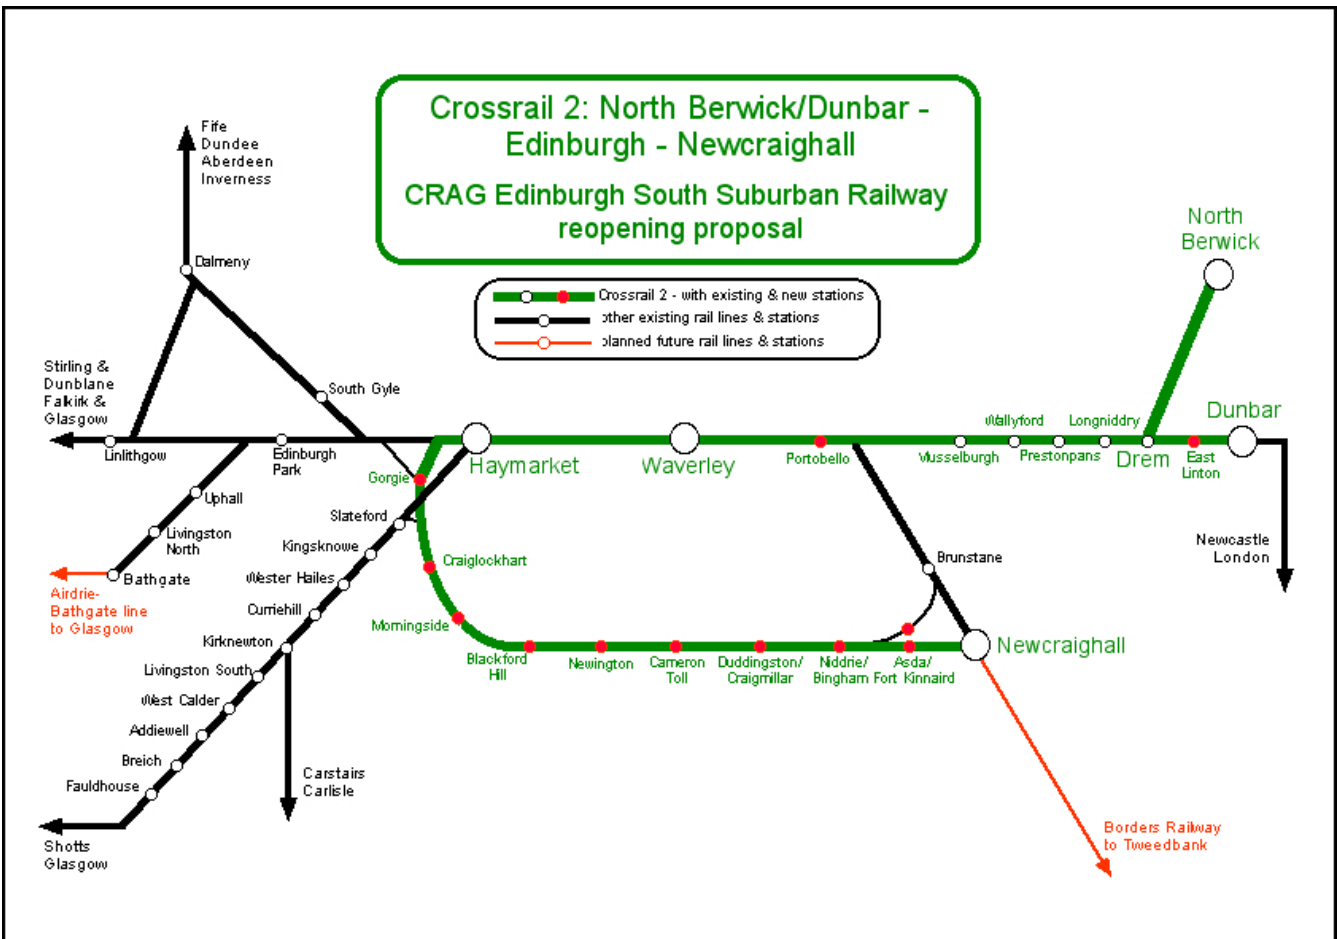 Crossrail 2: North Berwick/Dunbar -
Edinburgh - Newcraighall
CRAG Edinburgh South Suburban Railway
reopening proposal
Crossrail 2 - with existing & new stations
other existing rail lines & stations
planned future rail lines & stations
Fife
Dundee
Aberdeen
Inverness
Dalmeny
South Gyle
Stirling &
Dunblane
Falkirk &
Glasgow
Linlithgow
Edinburgh
Park
Uphall
Livingston
North
Bathgate
Airdrie-
Bathgate line
to Glasgow
Haymarket
Waverley
Portobello
Musselburgh
Wallyford
Prestonpans
Longniddry
Drem
East
Linton
North
Berwick
Dunbar
Newcastle
London
Gorgie
Slateford
Kingsknowe
Wester Hailes
Curriehill
Kirknewton
Livingston South
West Calder
Addiewell
Breich
Fauldhouse
Shotts
Glasgow
Carstairs
Carlisle
Craiglockhart
Morningside
Blackford
Hill
Newington
Cameron
Toll
Duddingston/
Craigmillar
Niddrie/
Bingham
Asda/
Fort Kinnaird
Brunstane
Newcraighall
Borders Railway
to Tweedbank